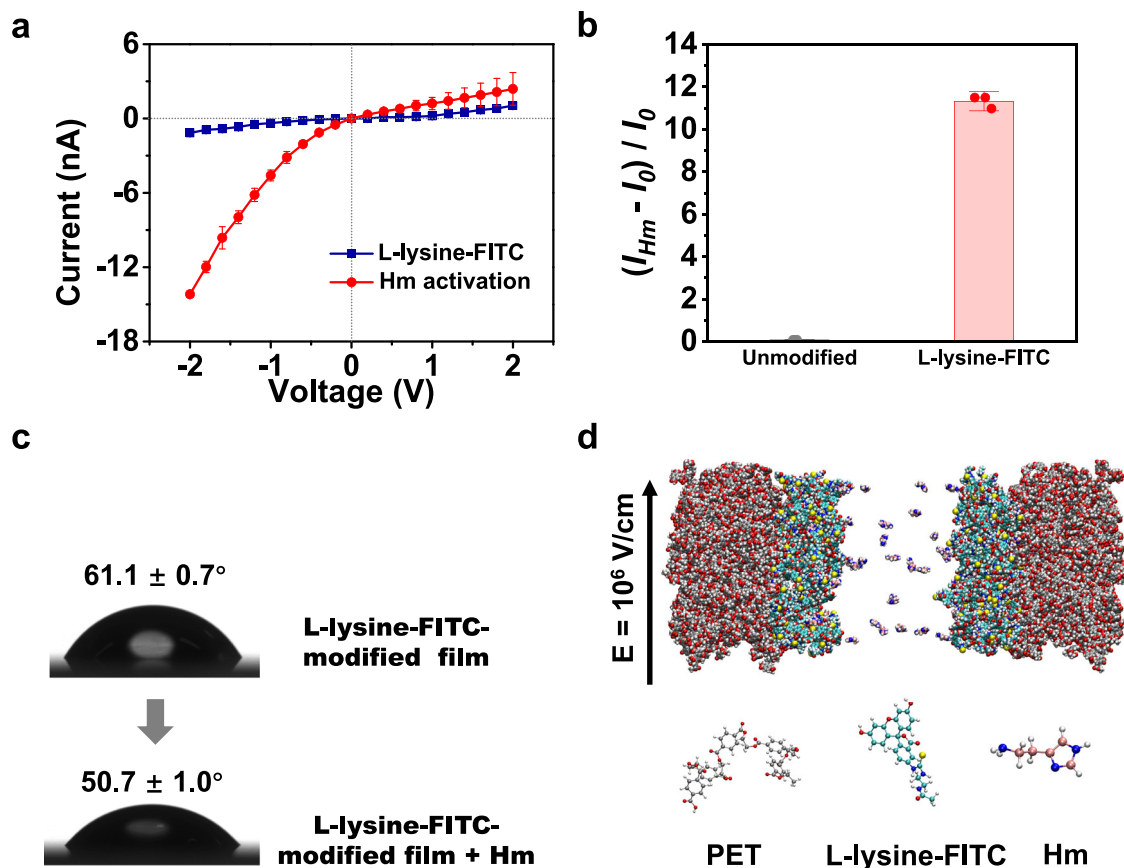 a
6
0
-6
-12
-18
Current (nA)
L-lysine-FITC
Hm activation
-2
-1
0
1
2
Voltage (V)
b
14
12
10
8
6
4
2
0
(I_Hm - I_0) / I_0
Unmodified
L-lysine-FITC
c
61.1 ± 0.7°
L-lysine-FITC-
modified film
50.7 ± 1.0°
L-lysine-FITC-
modified film + Hm
d
E = 10⁶ V/cm
PET
L-lysine-FITC
Hm